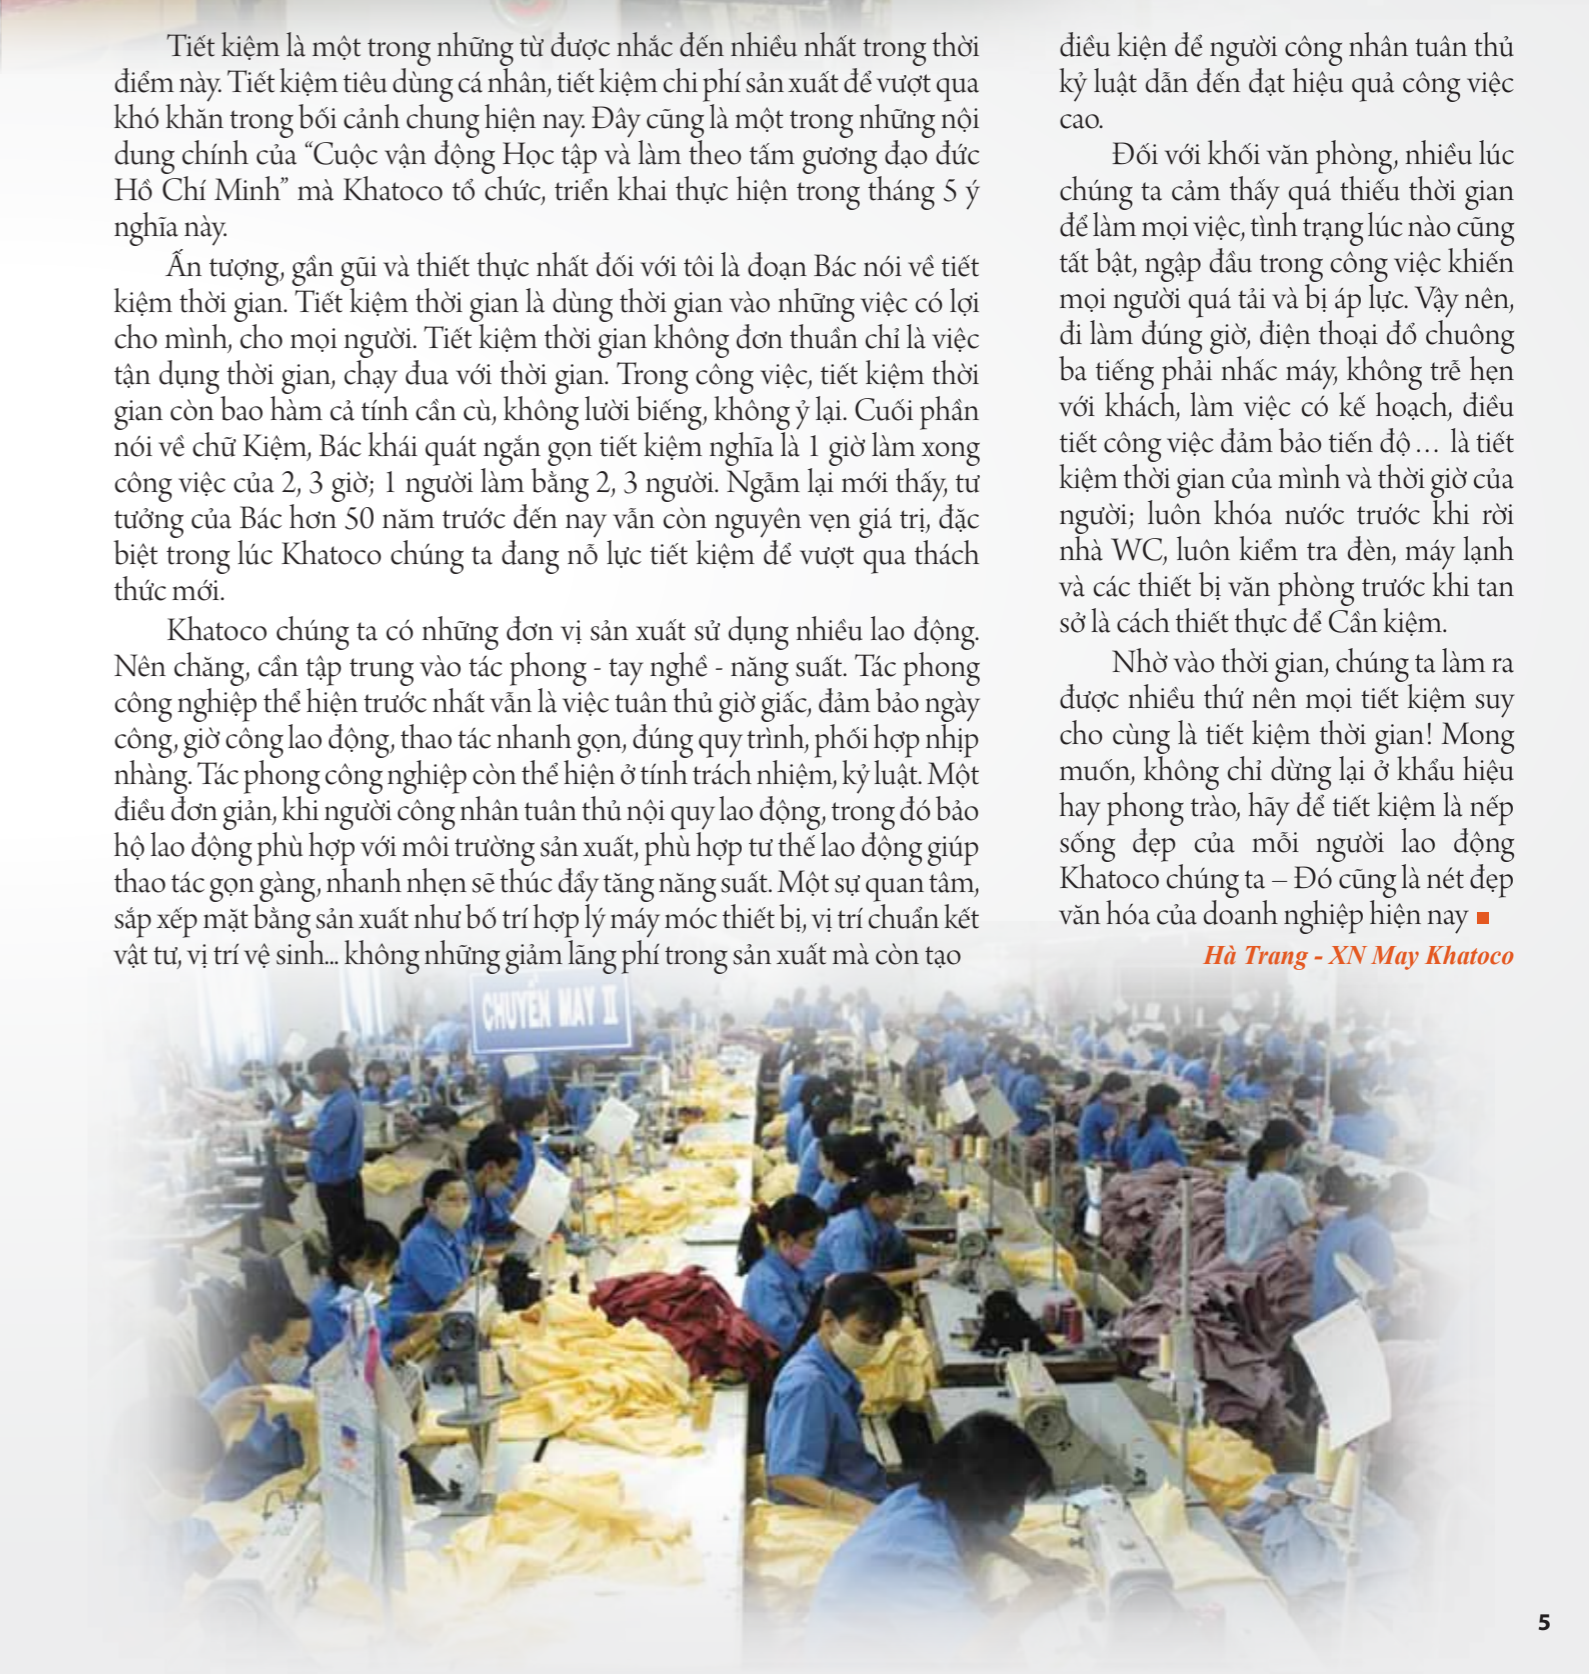 Tiết kiệm là một trong những từ được nhắc đến nhiều nhất trong thời
điểm này. Tiết kiệm tiêu dùng cá nhân, tiết kiệm chi phí sản xuất để vượt qua
khó khăn trong bối cảnh chung hiện nay. Đây cũng là một trong những nội
dung chính của “Cuộc vận động Học tập và làm theo tấm gương đạo đức
Hồ Chí Minh” mà Khatoco tổ chức, triển khai thực hiện trong tháng 5 ý
nghĩa này.
Ấn tượng, gần gũi và thiết thực nhất đối với tôi là đoạn Bác nói về tiết
kiệm thời gian. Tiết kiệm thời gian là dùng thời gian vào những việc có lợi
cho mình, cho mọi người. Tiết kiệm thời gian không đơn thuần chỉ là việc
tận dụng thời gian, chạy đua với thời gian. Trong công việc, tiết kiệm thời
gian còn bao hàm cả tính cần cù, không lười biếng, không ỷ lại. Cuối phần
nói về chữ Kiệm, Bác khái quát ngắn gọn tiết kiệm nghĩa là 1 giờ làm xong
công việc của 2, 3 giờ; 1 người làm bằng 2, 3 người. Ngẫm lại mới thấy, tư
tưởng của Bác hơn 50 năm trước đến nay vẫn còn nguyên vẹn giá trị, đặc
biệt trong lúc Khatoco chúng ta đang nỗ lực tiết kiệm để vượt qua thách
thức mới.
Khatoco chúng ta có những đơn vị sản xuất sử dụng nhiều lao động.
Nên chăng, cần tập trung vào tác phong - tay nghề - năng suất. Tác phong
công nghiệp thể hiện trước nhất vẫn là việc tuân thủ giờ giấc, đảm bảo ngày
công, giờ công lao động, thao tác nhanh gọn, đúng quy trình, phối hợp nhịp
nhàng. Tác phong công nghiệp còn thể hiện ở tính trách nhiệm, kỷ luật. Một
điều đơn giản, khi người công nhân tuân thủ nội quy lao động, trong đó bảo
hộ lao động phù hợp với môi trường sản xuất, phù hợp tư thế lao động giúp
thao tác gọn gàng, nhanh nhẹn sẽ thúc đẩy tăng năng suất. Một sự quan tâm,
sắp xếp mặt bằng sản xuất như bố trí hợp lý máy móc thiết bị, vị trí chuẩn kết
vật tư, vị trí vệ sinh... không những giảm lãng phí trong sản xuất mà còn tạo
điều kiện để người công nhân tuân thủ
kỷ luật dẫn đến đạt hiệu quả công việc
cao.
Đối với khối văn phòng, nhiều lúc
chúng ta cảm thấy quá thiếu thời gian
để làm mọi việc, tình trạng lúc nào cũng
tất bật, ngập đầu trong công việc khiến
mọi người quá tải và bị áp lực. Vậy nên,
đi làm đúng giờ, điện thoại đổ chuông
ba tiếng phải nhấc máy, không trễ hẹn
với khách, làm việc có kế hoạch, điều
tiết công việc đảm bảo tiến độ… là tiết
kiệm thời gian của mình và thời giờ của
người; luôn khóa nước trước khi rời
nhà WC, luôn kiểm tra đèn, máy lạnh
và các thiết bị văn phòng trước khi tan
sở là cách thiết thực để Cần kiệm.
Nhờ vào thời gian, chúng ta làm ra
được nhiều thứ nên mọi tiết kiệm suy
cho cùng là tiết kiệm thời gian! Mong
muốn, không chỉ dừng lại ở khẩu hiệu
hay phong trào, hãy để tiết kiệm là nếp
sống đẹp của mỗi người lao động
Khatoco chúng ta – Đó cũng là nét đẹp
văn hóa của doanh nghiệp hiện nay
Hà Trang - XN May Khatoco
CHUYỀN MAY II
5